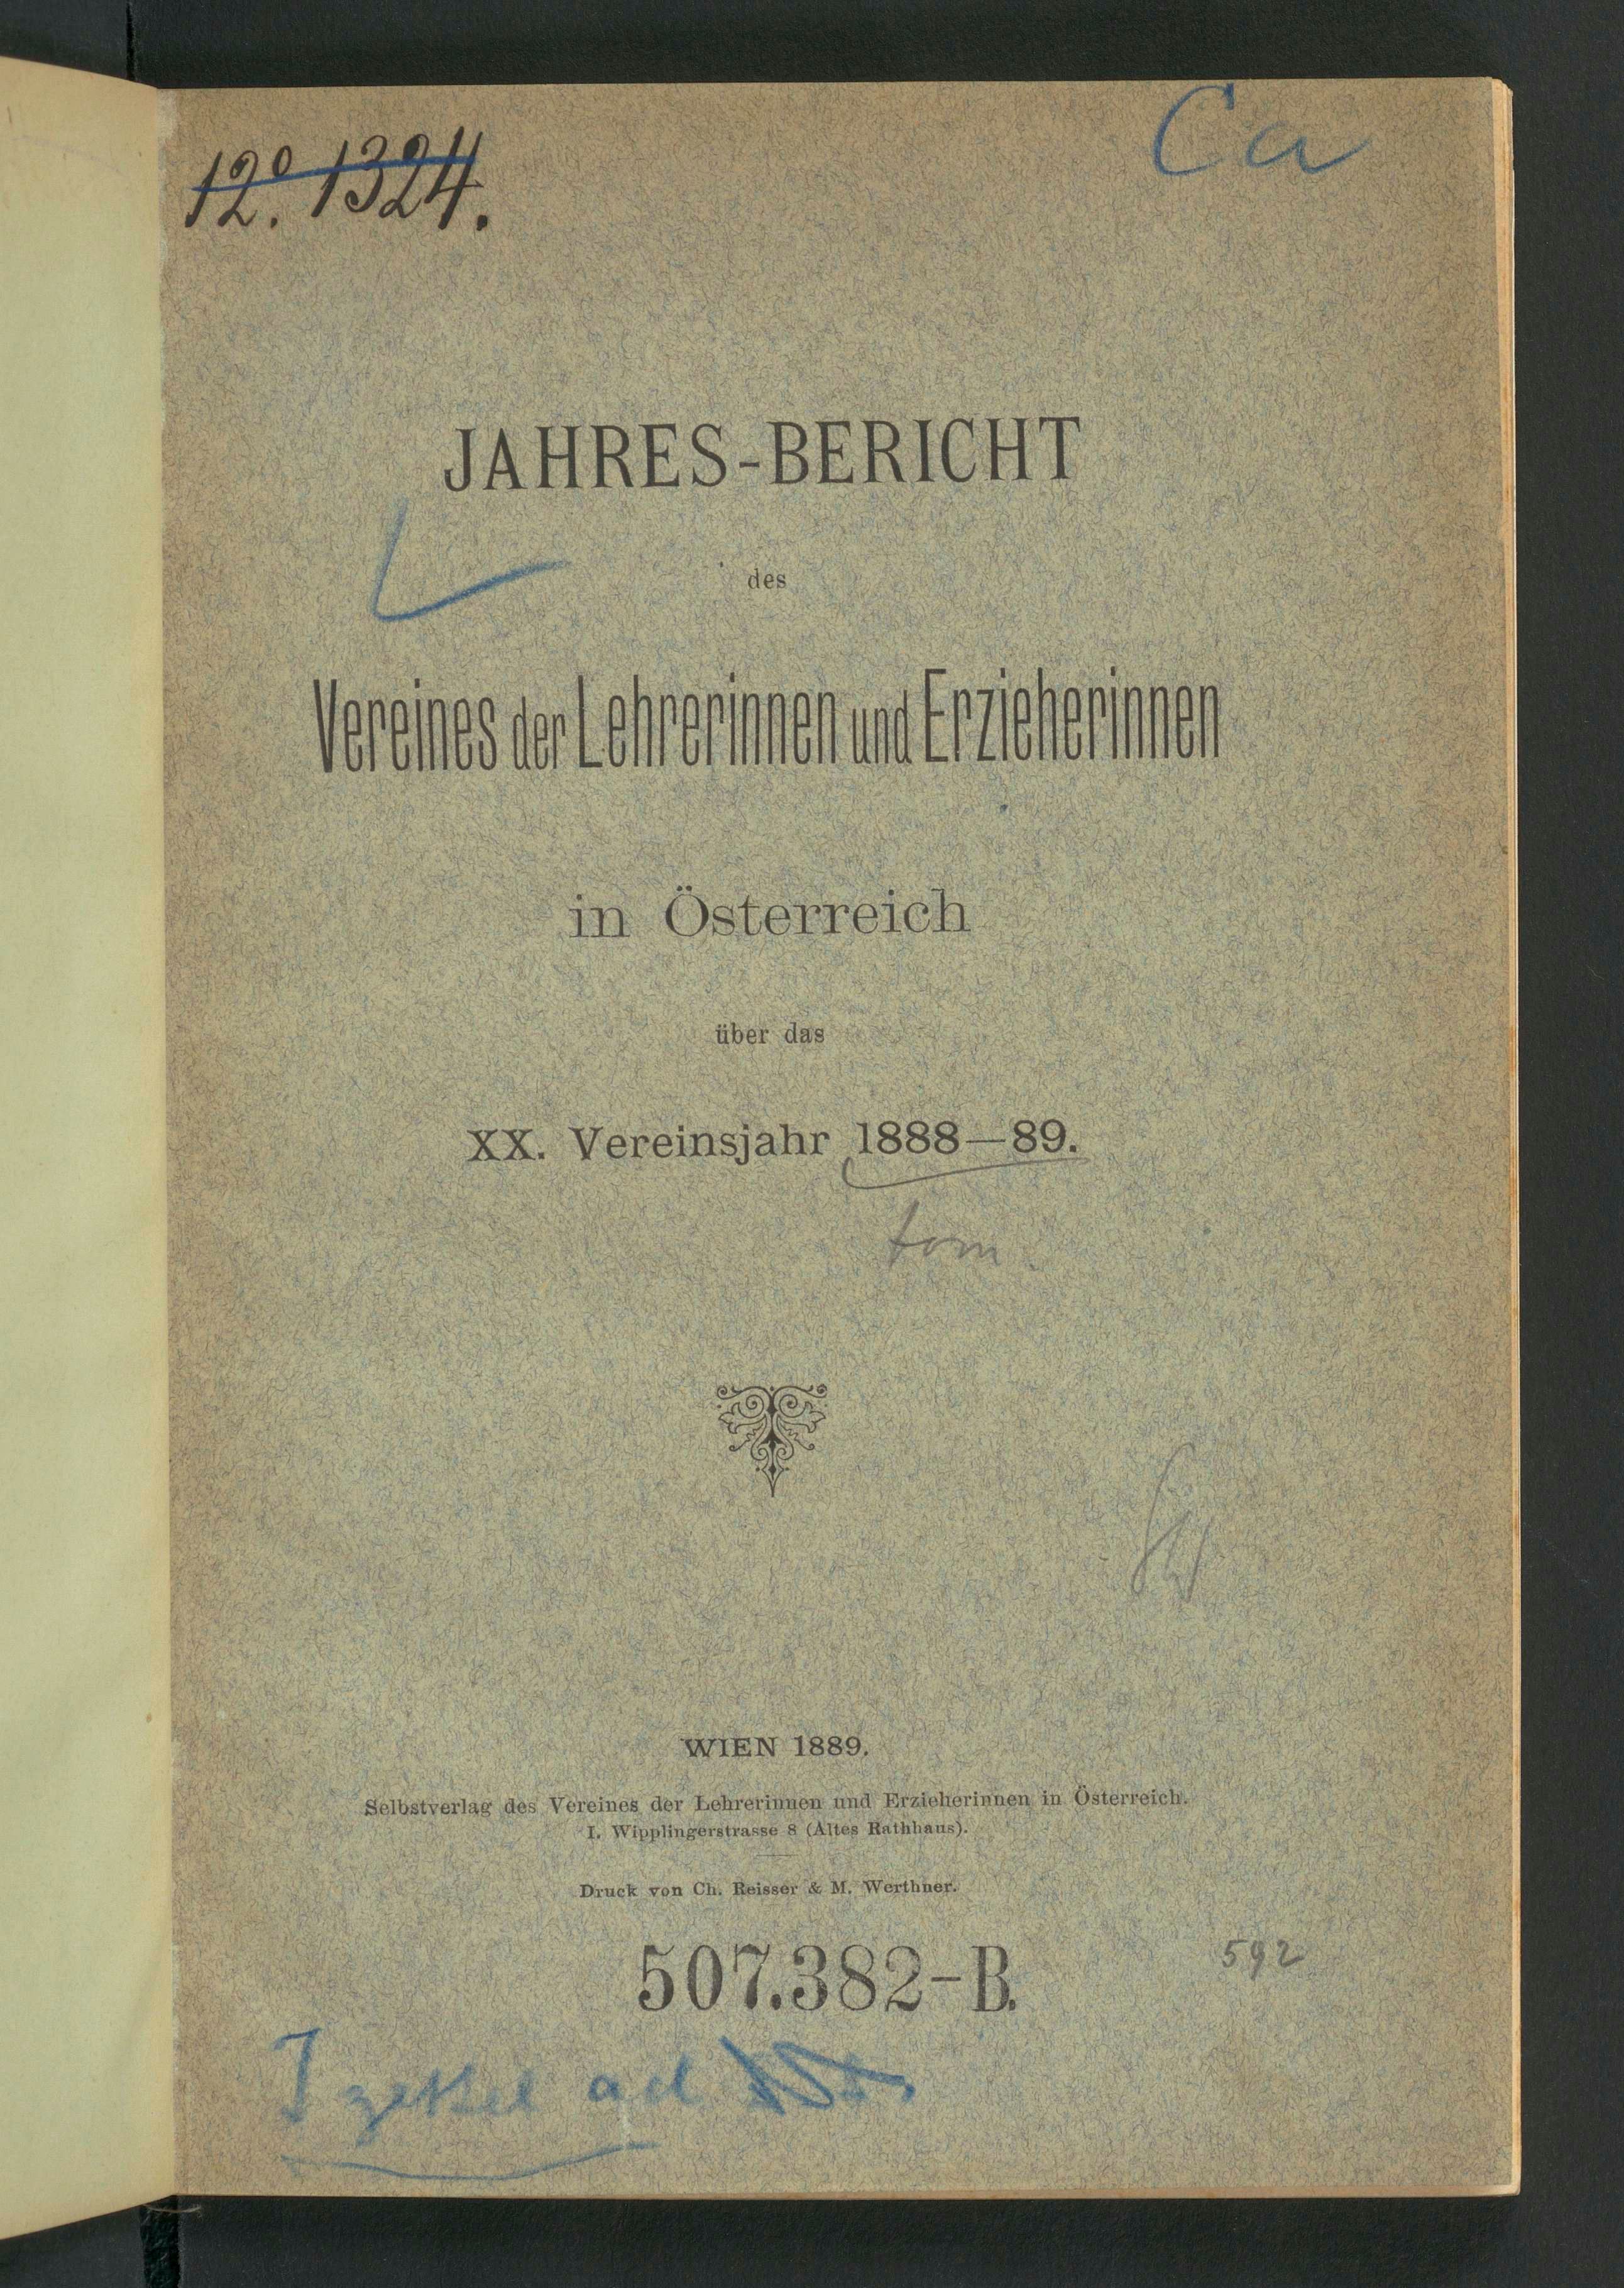 Ca
12°. 1324.
JAHRES-BERICHT
des
Vereines der Lehrerinnen und Erzieherinnen
in Österreich
über das
XX. Vereinsjahr 1888—89.
tom
WIEN 1889.
Selbstverlag des Vereines der Lehrerinnen und Erzieherinnen in Österreich.
I. Wipplingerstrasse 8 (Altes Rathhaus).
Druck von Ch. Reisser & M. Werthner.
592
507.382-B.
ad